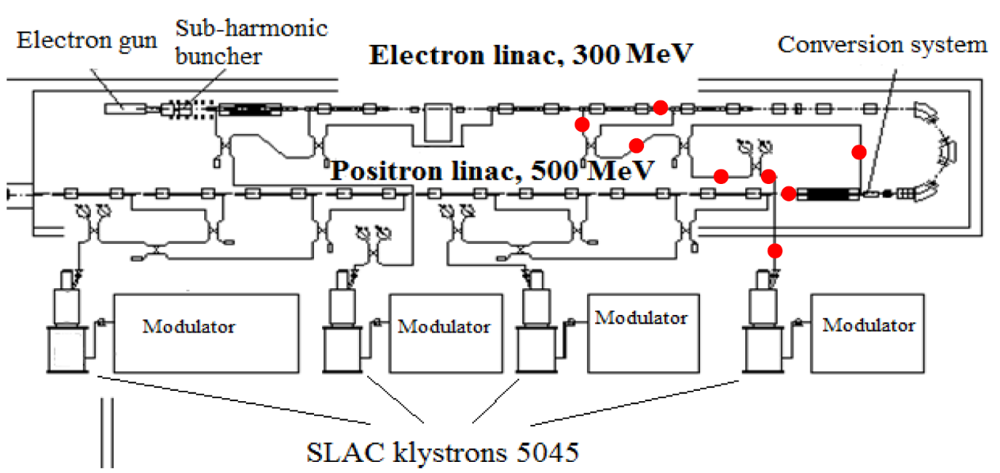 Electron gun
Sub-harmonic
buncher
Electron linac, 300 MeV
Conversion system
Positron linac, 500 MeV
Modulator
Modulator
Modulator
Modulator
SLAC klystrons 5045